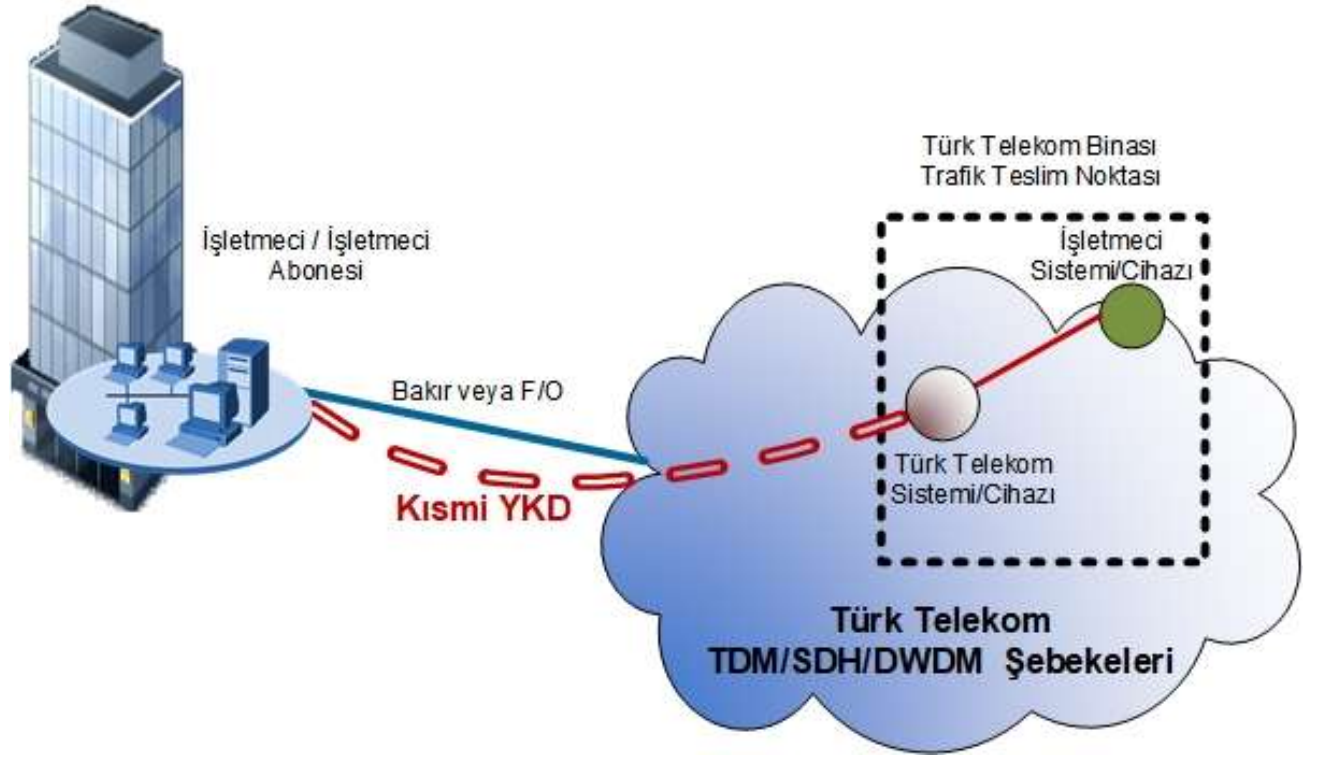 Türk Telekom Binası
Trafik Teslim Noktası
İşletmeci / İşletmeci
Abonesi
İşletmeci
Sistemi/Cihazı
Bakır veya F/O
Türk Telekom
Sistemi/Cihazı
Kısmi YKD
Türk Telekom
TDM/SDH/DWDM Şebekeleri